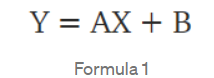 Y = AX + B
Formula 1